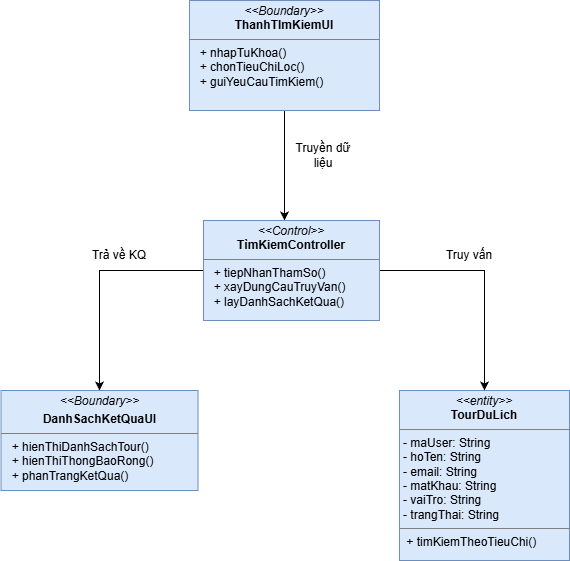 <<Boundary>>
ThanhTImKiemUI
+ nhapTuKhoa()
+ chonTieuChiLoc()
+ guiYeuCauTimKiem()
Truyền dữ
liệu
<<Control>>
TimKiemController
+ tiepNhanThamSo()
+ xayDungCauTruyVan()
+ layDanhSachKetQua()
Trả về KQ
Truy vấn
<<Boundary>>
DanhSachKetQuaUI
+ hienThiDanhSachTour()
+ hienThiThongBaoRong()
+ phanTrangKetQua()
<<entity>>
TourDuLich
- maUser: String
- hoTen: String
- email: String
- matKhau: String
- vaiTro: String
- trangThai: String
+ timKiemTheoTieuChi()